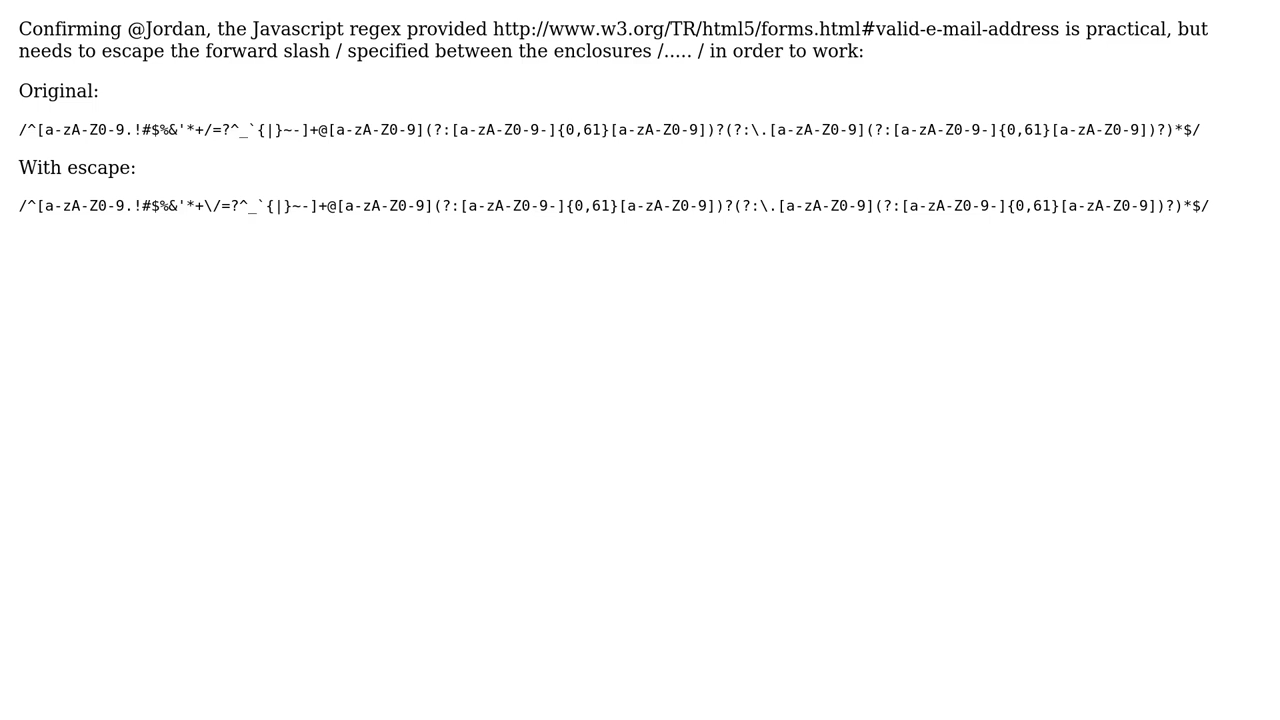 Confirming @Jordan, the Javascript regex provided http://www.w3.org/TR/html5/forms.html#valid-e-mail-address is practical, but
needs to escape the forward slash / specified between the enclosures /..... / in order to work:
Original:
/^[a-zA-Z0-9.!#$%&'*+/=?^_`{|}~-]+@[a-zA-Z0-9](?:[a-zA-Z0-9-]{0,61}[a-zA-Z0-9])?(?:\.[a-zA-Z0-9](?:[a-zA-Z0-9-]{0,61}[a-zA-Z0-9])?)*$/
With escape:
/^[a-zA-Z0-9.!#$%&'*+\/=?^_`{|}~-]+@[a-zA-Z0-9](?:[a-zA-Z0-9-]{0,61}[a-zA-Z0-9])?(?:\.[a-zA-Z0-9](?:[a-zA-Z0-9-]{0,61}[a-zA-Z0-9])?)*$/